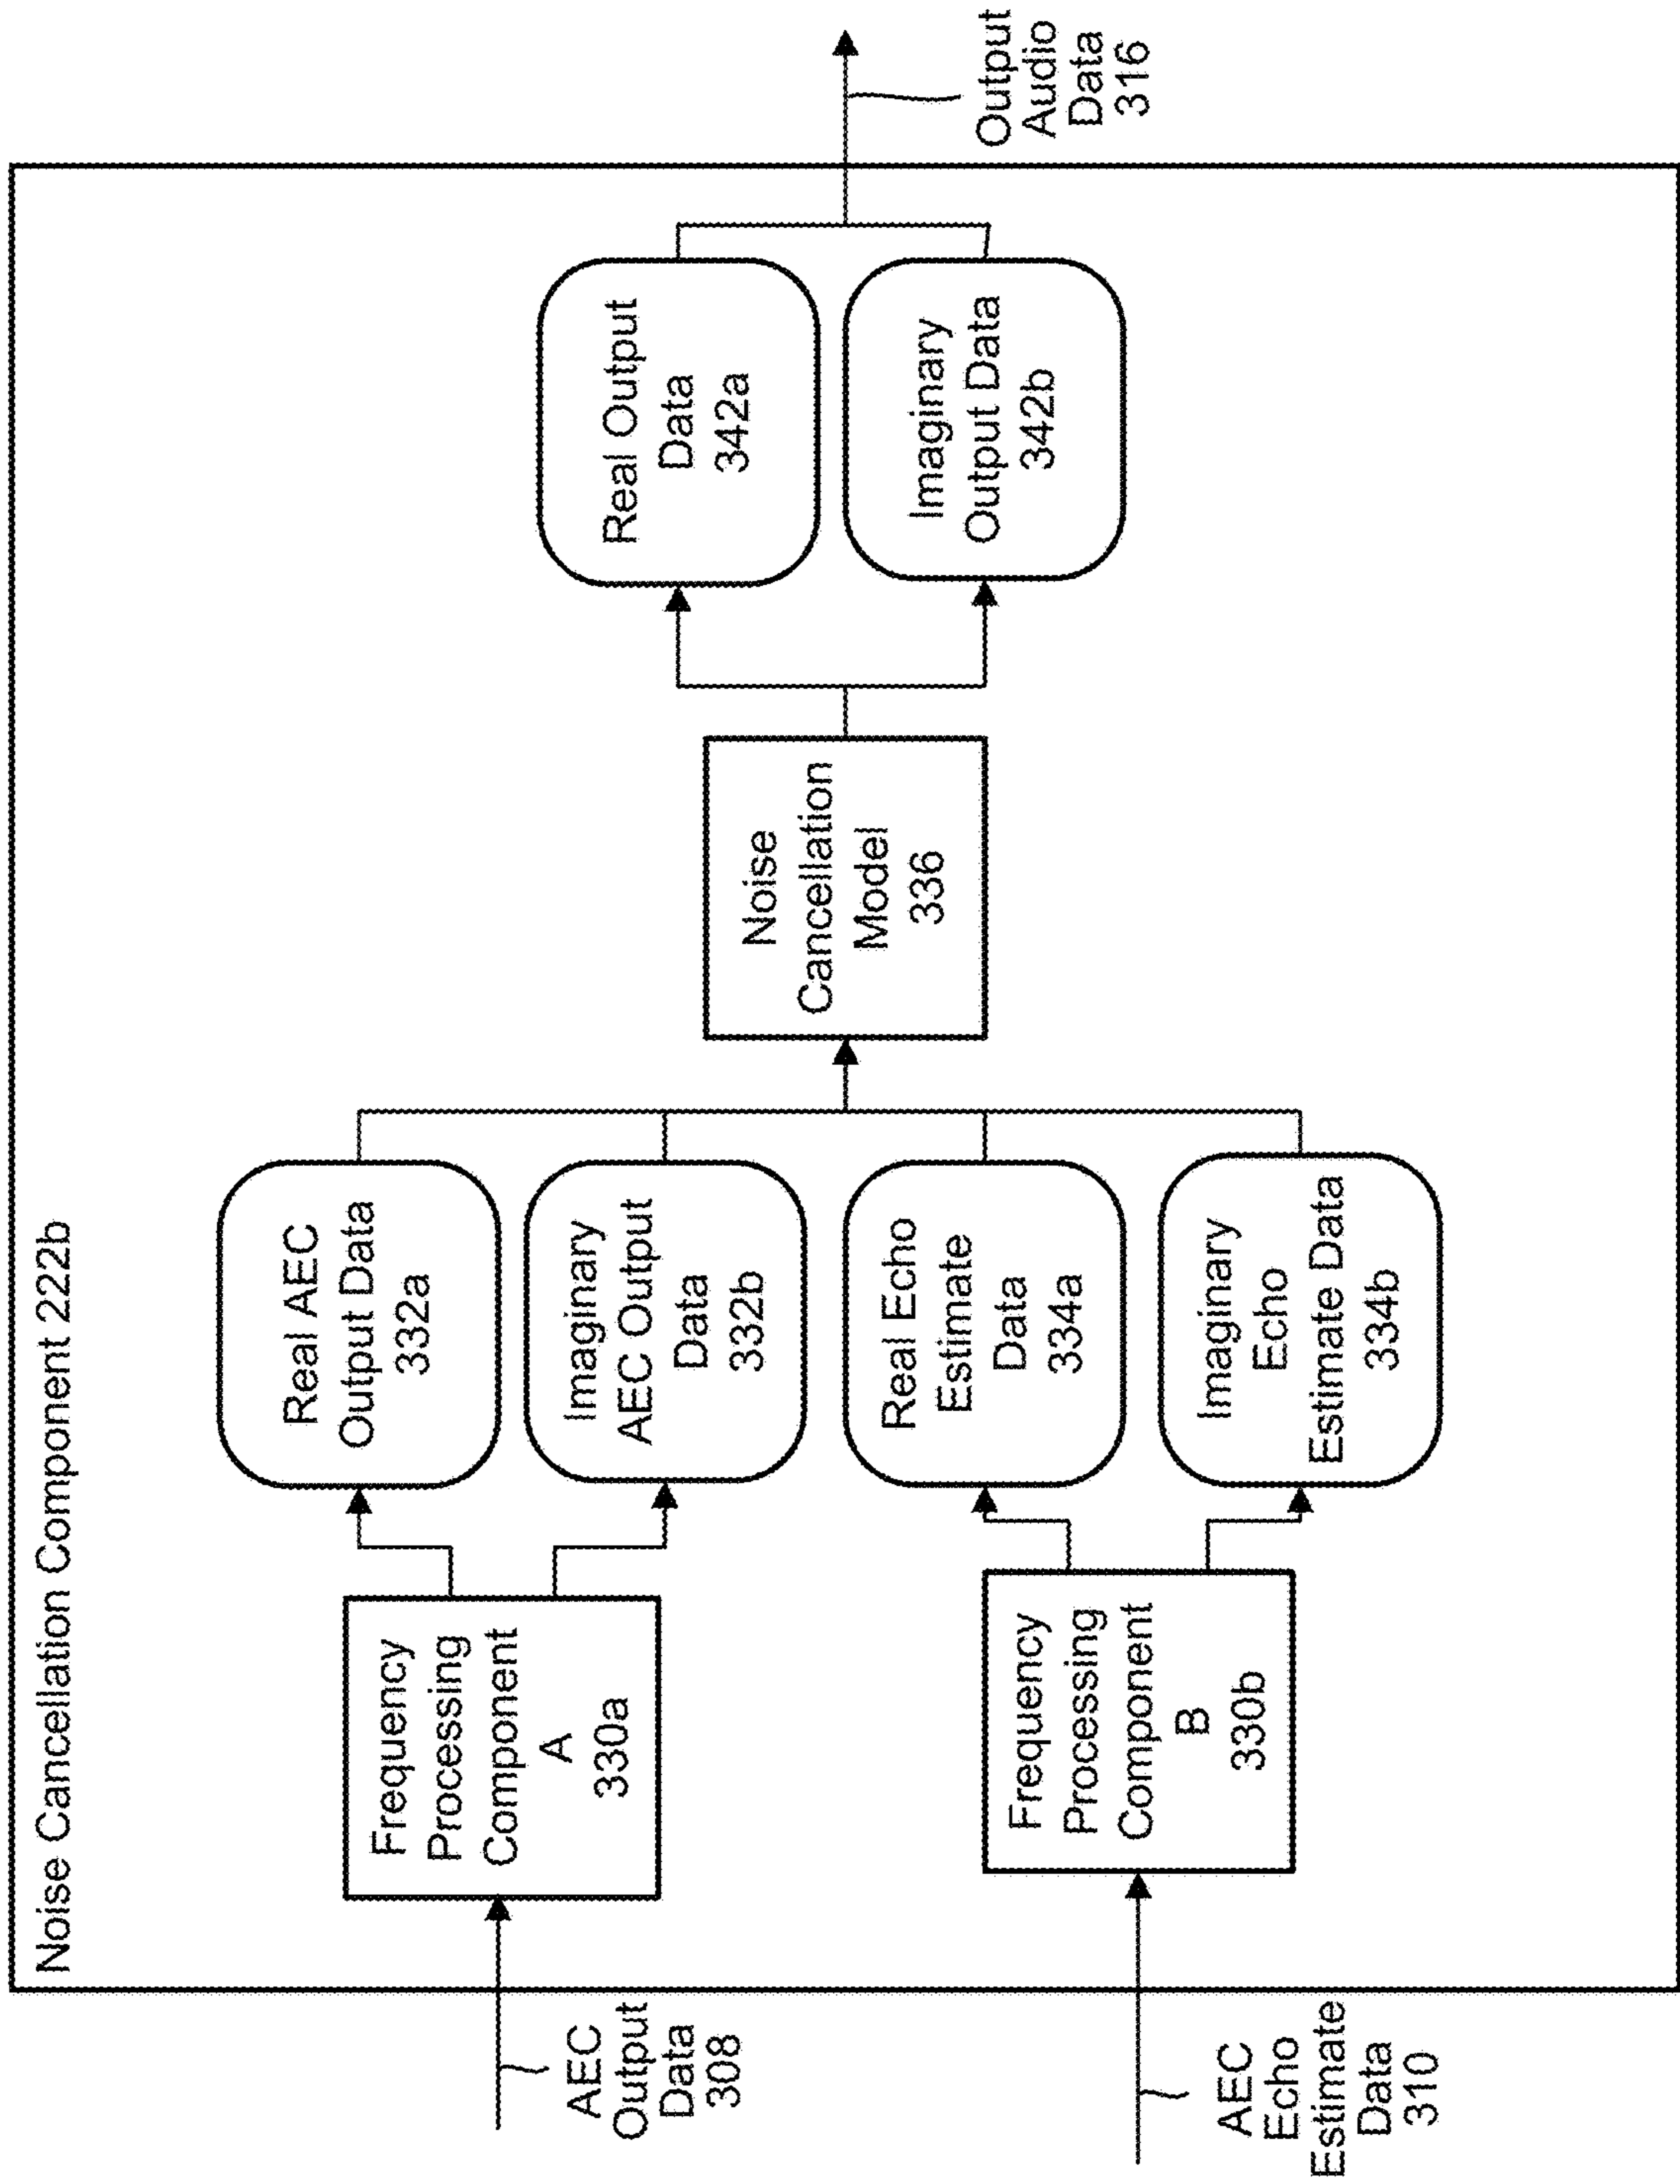 Noise Cancellation Component 222b
AEC
Output
Data
308
Frequency
Processing
Component
A
330a
Real AEC
Output Data
332a
Imaginary
AEC Output
Data
332b
AEC
Echo
Estimate
Data
310
Frequency
Processing
Component
B
330b
Real Echo
Estimate
Data
334a
Imaginary
Echo
Estimate Data
334b
Noise
Cancellation
Model
336
Real Output
Data
342a
Imaginary
Output Data
342b
Output
Audio
Data
316